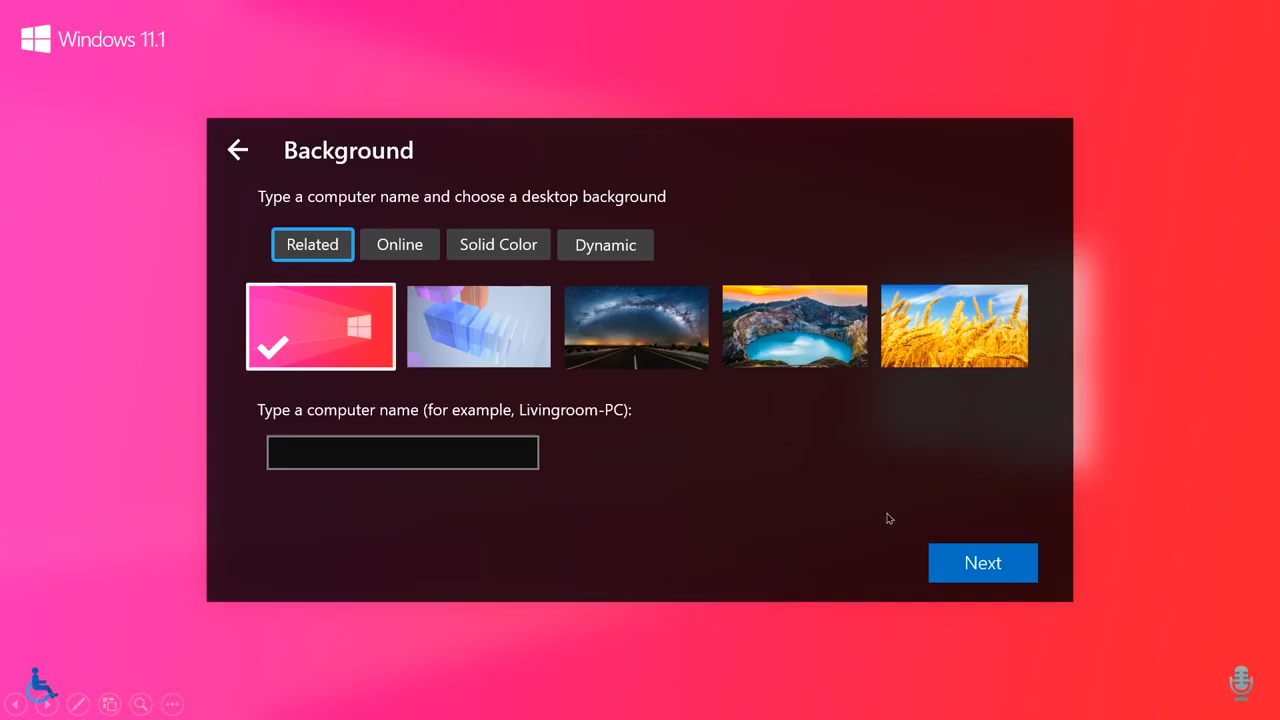 Windows 11.1
Background
Type a computer name and choose a desktop background
Related Online Solid Color Dynamic
Type a computer name (for example, Livingroom-PC):
Next